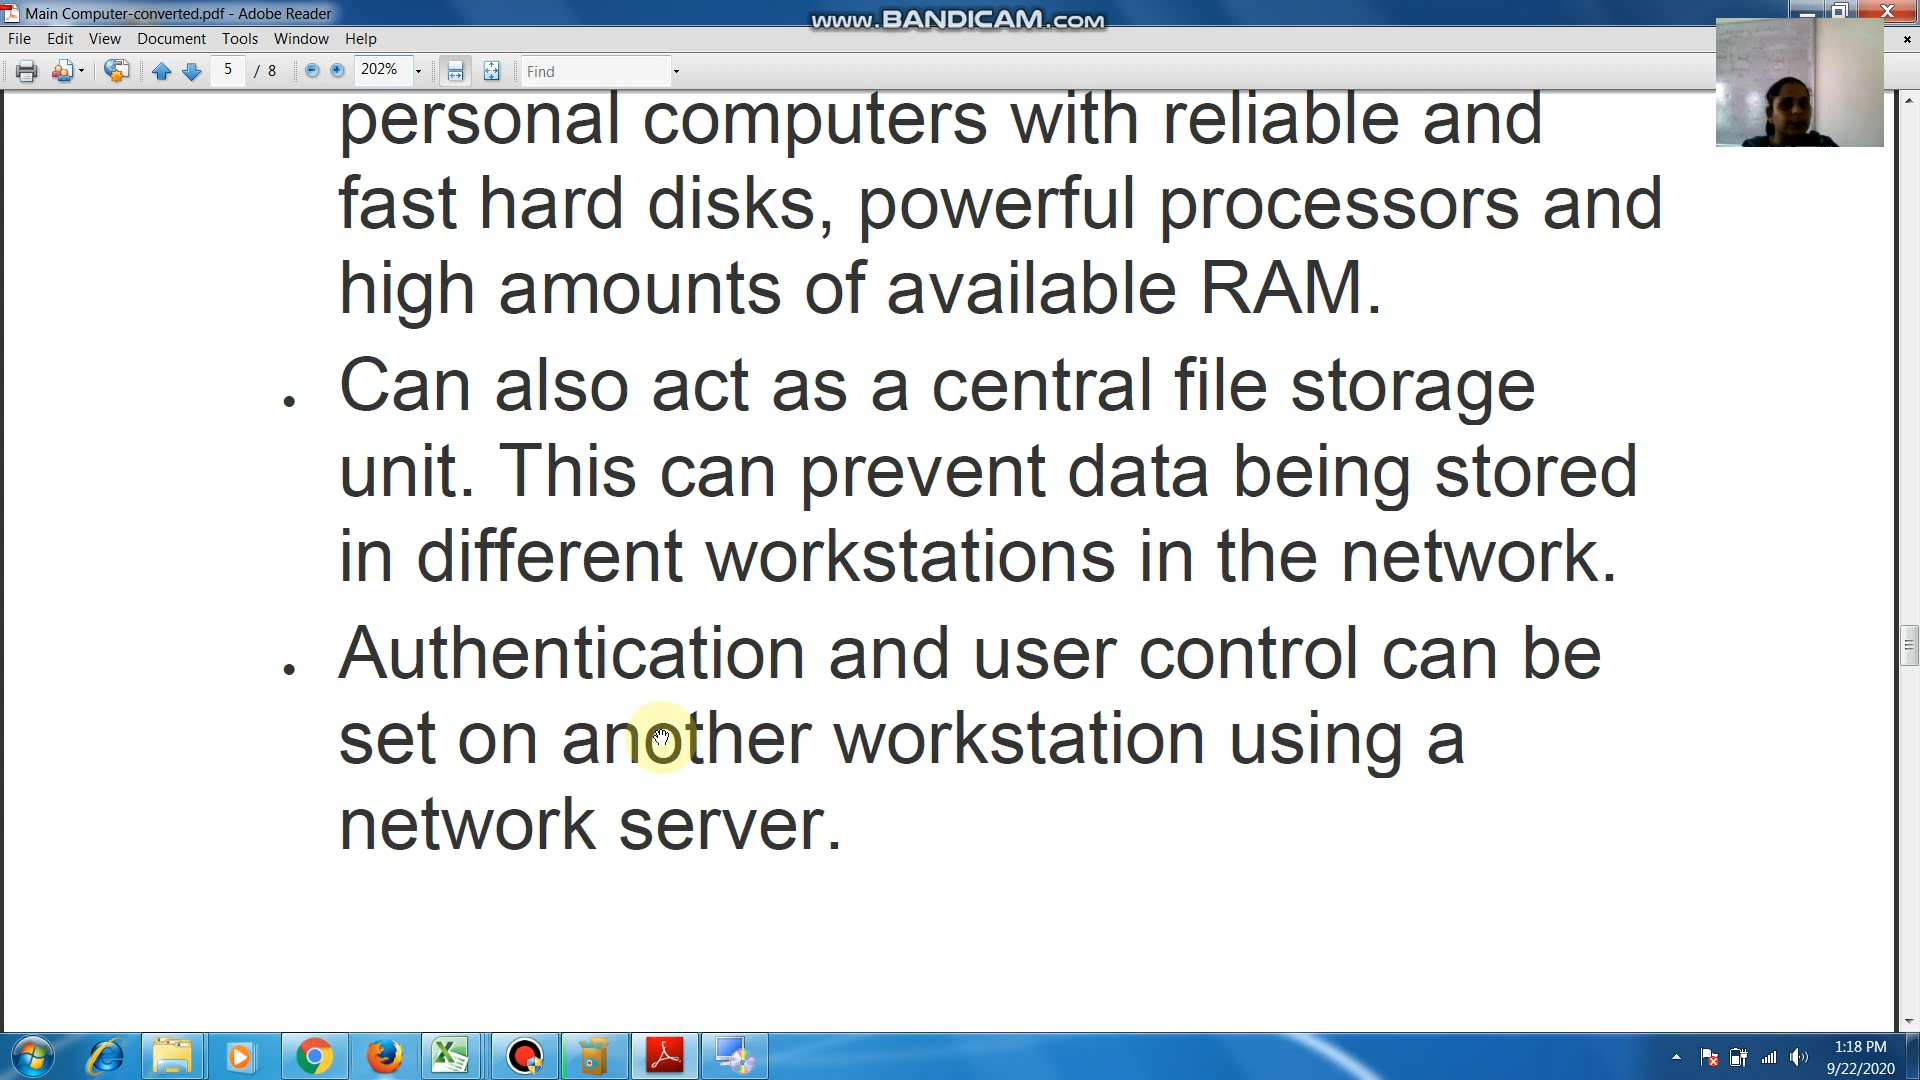 Main Computer-converted.pdf - Adobe Reader
www.BANDICAM.com
File Edit View Document Tools Window Help
5 / 8 202% Find
personal computers with reliable and
fast hard disks, powerful processors and
high amounts of available RAM.
• Can also act as a central file storage
unit. This can prevent data being stored
in different workstations in the network.
• Authentication and user control can be
set on another workstation using a
network server.
1:18 PM
9/22/2020